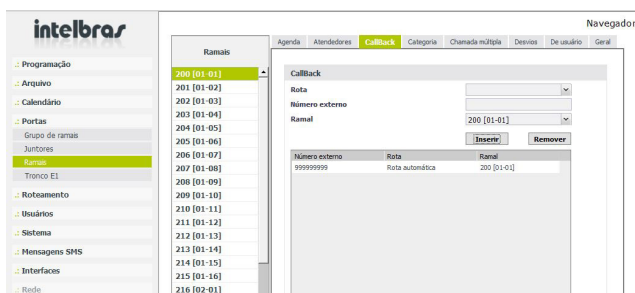 intelbras
Navegador
Ramais
Agenda Atendedores CallBack Categoria Chamada múltipla Desvios De usuário Geral
.: Programação
.: Arquivo
.: Calendário
.: Portas
Grupo de ramais
Juntores
Ramais
Tronco E1
.: Roteamento
.: Usuários
.: Sistema
.: Mensagens SMS
.: Interfaces
.: Rede
200 [01-01]
201 [01-02]
202 [01-03]
203 [01-04]
204 [01-05]
205 [01-06]
206 [01-07]
207 [01-08]
208 [01-09]
209 [01-10]
210 [01-11]
211 [01-12]
212 [01-13]
213 [01-14]
214 [01-15]
215 [01-16]
216 [02-01]
CallBack
Rota
Número externo
Ramal 200 [01-01]
Inserir Remover
Número externo Rota Ramal
999999999 Rota automática 200 [01-01]